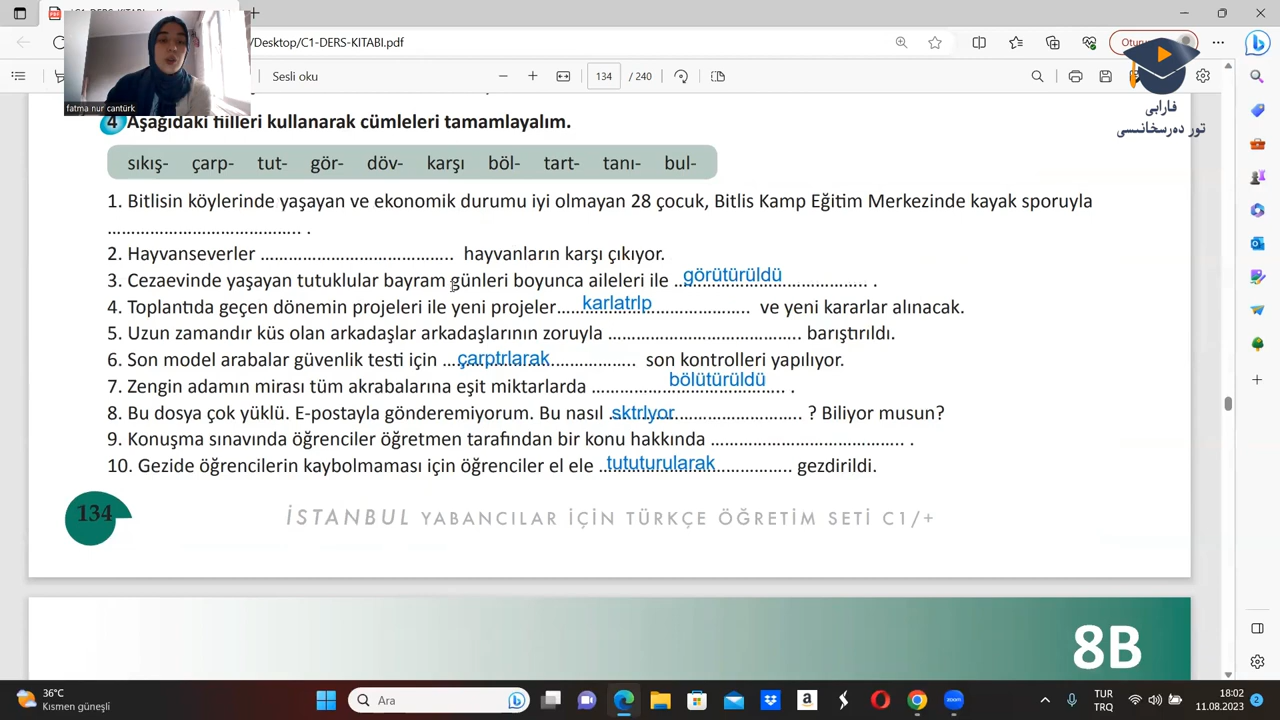 /Desktop/C1-DERS-KITABI.pdf
Sesli oku
134 / 240
fatma nur cantürk
فارابى
تور دەرسخانىسى
4 Aşağıdaki fiilleri kullanarak cümleleri tamamlayalım.
sıkış- çarp- tut- gör- döv- karşı böl- tart- tanı- bul-
1. Bitlisin köylerinde yaşayan ve ekonomik durumu iyi olmayan 28 çocuk, Bitlis Kamp Eğitim Merkezinde kayak sporuyla
........................................ .
2. Hayvanseverler ........................................ hayvanların karşı çıkıyor.
3. Cezaevinde yaşayan tutuklular bayram günleri boyunca aileleri ile görütürüldü ........................................ .
4. Toplantıda geçen dönemin projeleri ile yeni projeler karlatrlp ........................................ ve yeni kararlar alınacak.
5. Uzun zamandır küs olan arkadaşlar arkadaşlarının zoruyla ........................................ barıştırıldı.
6. Son model arabalar güvenlik testi için çarptrlarak ........................................ son kontrolleri yapılıyor.
7. Zengin adamın mirası tüm akrabalarına eşit miktarlarda bölütürüldü ........................................ .
8. Bu dosya çok yüklü. E-postayla gönderemiyorum. Bu nasıl sktrlyor ........................................ ? Biliyor musun?
9. Konuşma sınavında öğrenciler öğretmen tarafından bir konu hakkında ........................................ .
10. Gezide öğrencilerin kaybolmaması için öğrenciler el ele tututurularak ........................................ gezdirildi.
134
İSTANBUL YABANCILAR İÇİN TÜRKÇE ÖĞRETİM SETİ C1/+
8B
36°C
Kısmen güneşli
Ara
TUR
TRQ
18:02
11.08.2023